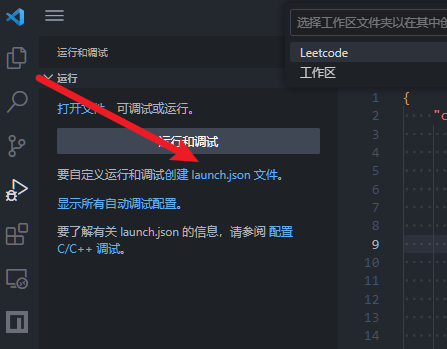 选择工作区文件夹以在其中创
运行和调试
Leetcode
运行
工作区
打开文件，可调试或运行。
运行和调试
要自定义运行和调试创建 launch.json 文件。
显示所有自动调试配置。
要了解有关 launch.json 的信息，请参阅 配置
C/C++ 调试。
1
{
2
"c
3
4
5
6
7
8
9
10
11
12
13
14